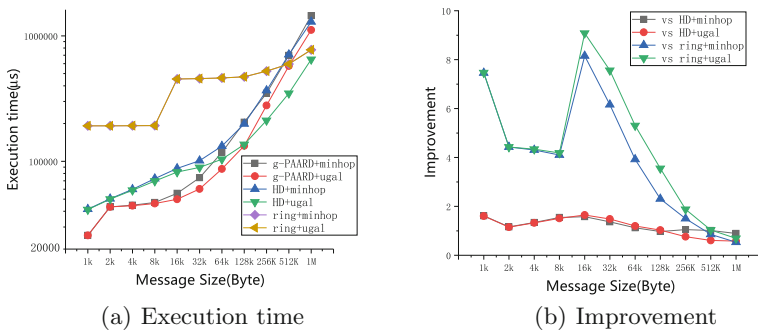 Execution time(μs)
1000000
100000
20000
g-PAARD+minhop
g-PAARD+ugal
HD+minhop
HD+ugal
ring+minhop
ring+ugal
1k 2k 4k 8k 16k 32k 64k 128k 256K 512K 1M
Message Size(Byte)
(a) Execution time
Improvement
10
8
6
4
2
0
vs HD+minhop
vs HD+ugal
vs ring+minhop
vs ring+ugal
1k 2k 4k 8k 16k 32k 64k 128k 256K 512K 1M
Message Size(Byte)
(b) Improvement